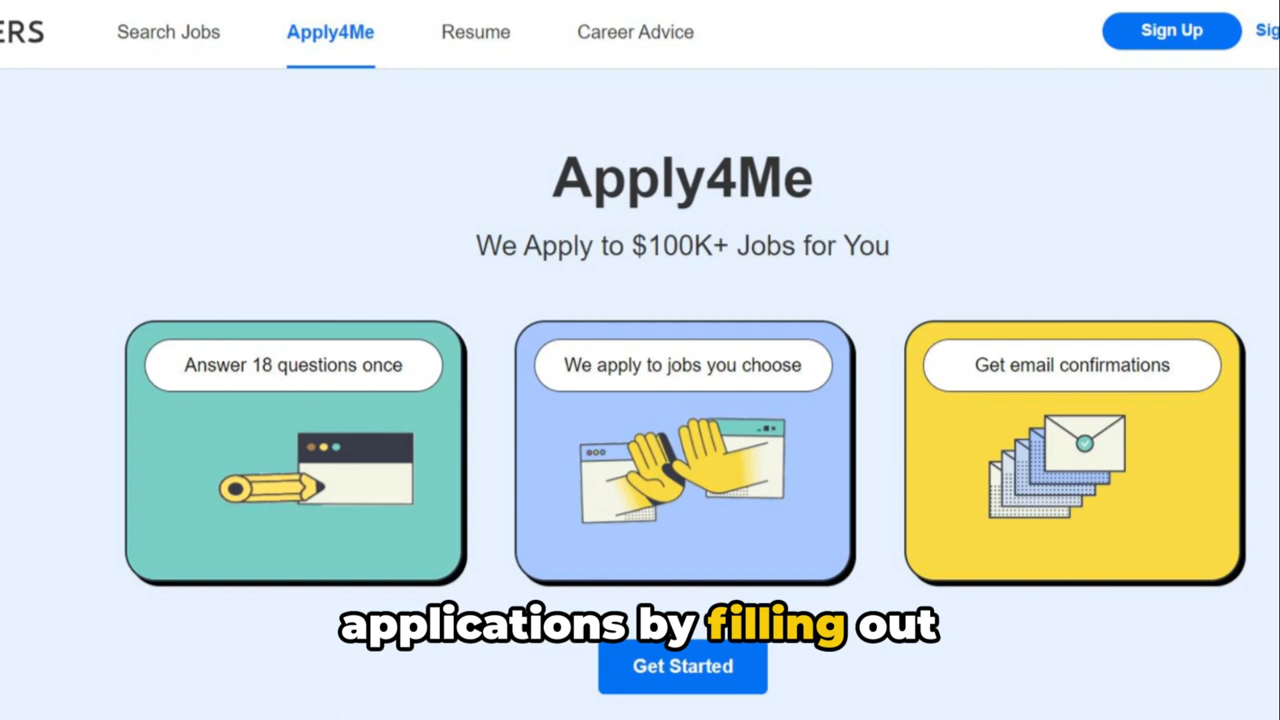 ERS Search Jobs Apply4Me Resume Career Advice Sign Up Sig
Apply4Me
We Apply to $100K+ Jobs for You
Answer 18 questions once
We apply to jobs you choose
Get email confirmations
applications by filling out
Get Started